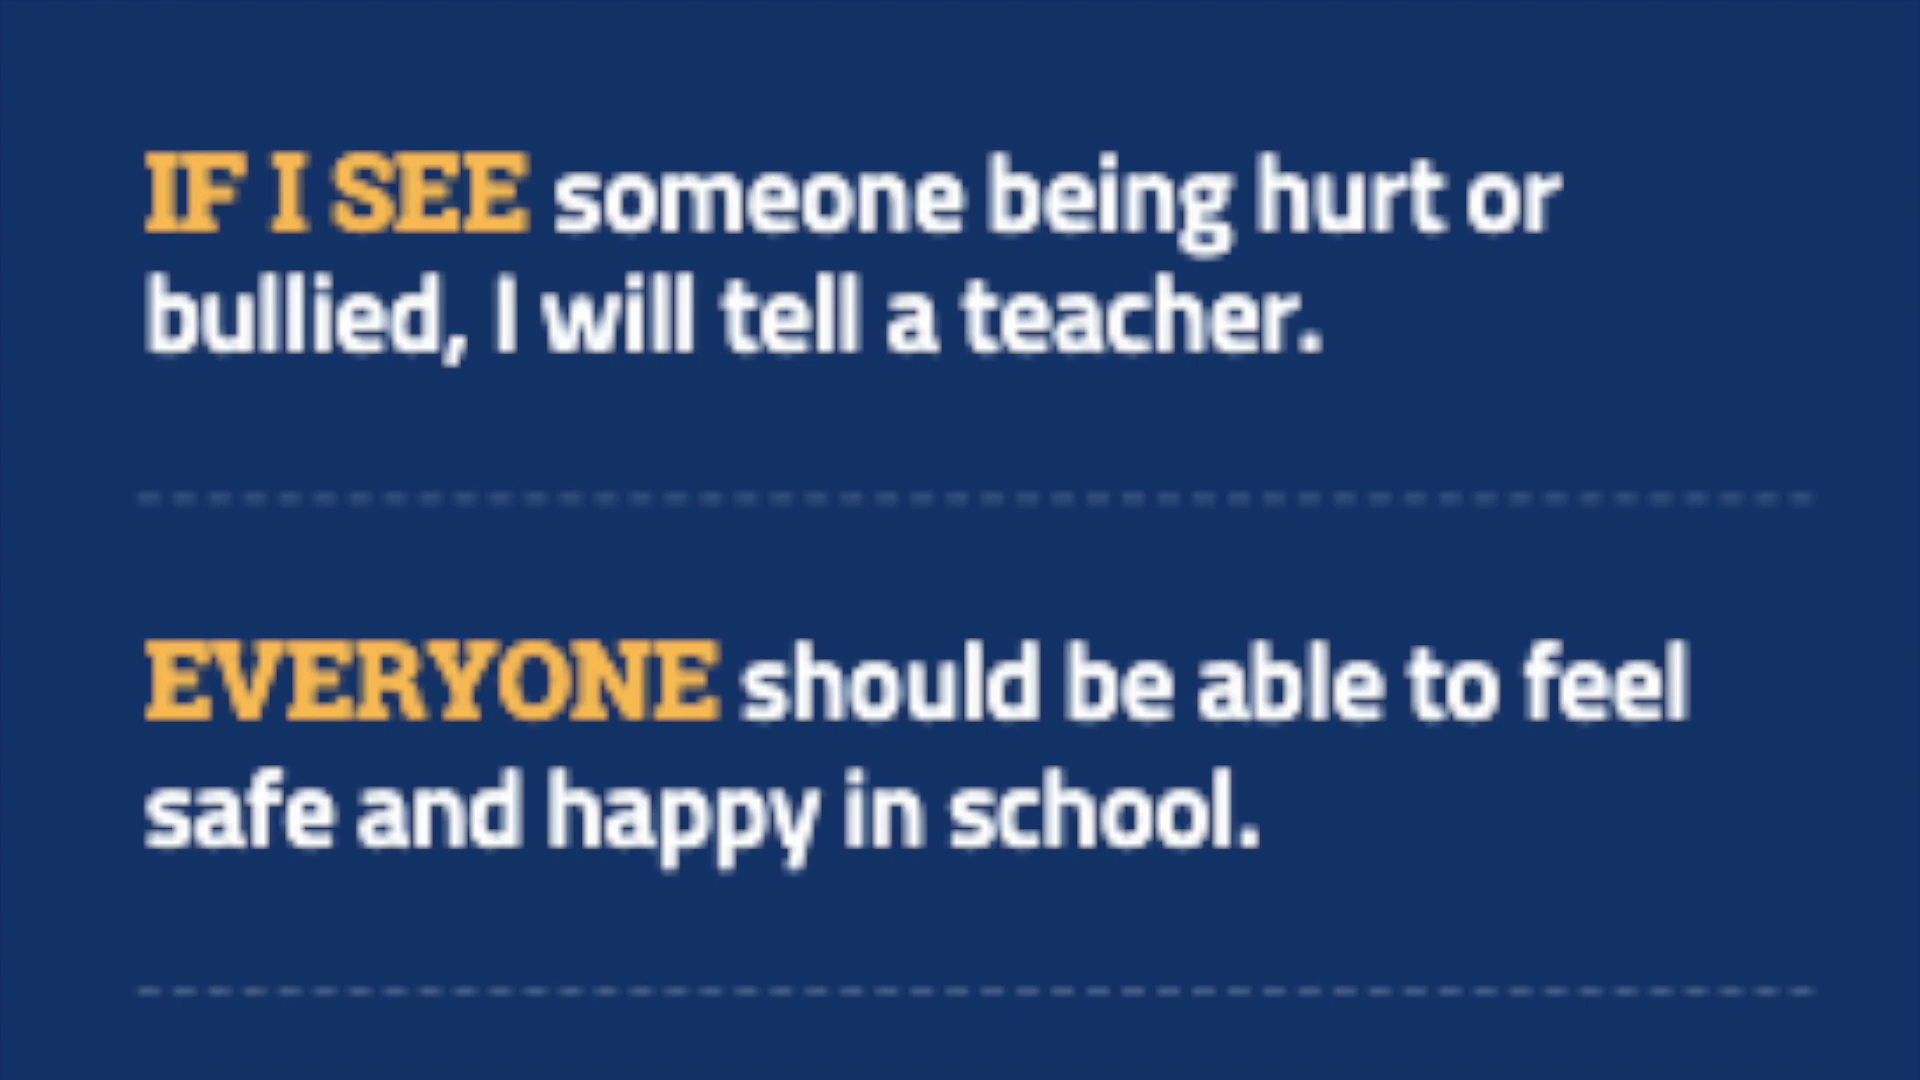 IF I SEE someone being hurt or
bullied, I will tell a teacher.
EVERYONE should be able to feel
safe and happy in school.